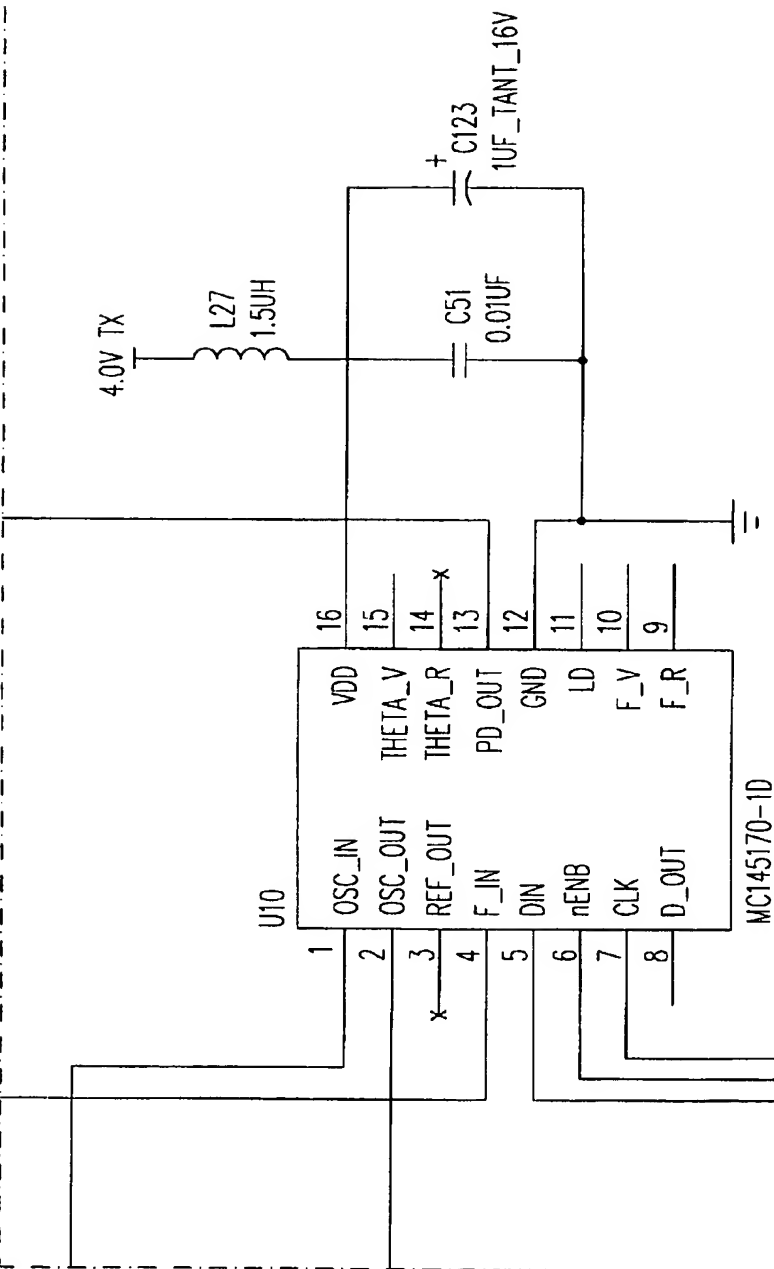 4.0V TX
L27
1.5UH
+
C123
1UF_TANT_16V
C51
0.01UF
U10
1
2
3
4
5
6
7
8
x
OSC_IN
OSC_OUT
REF_OUT
F_IN
DIN
nENB
CLK
D_OUT
VDD
THETA_V
THETA_R
PD_OUT
GND
LD
F_V
F_R
16
15
14
13
12
11
10
9
x
MC145170-1D